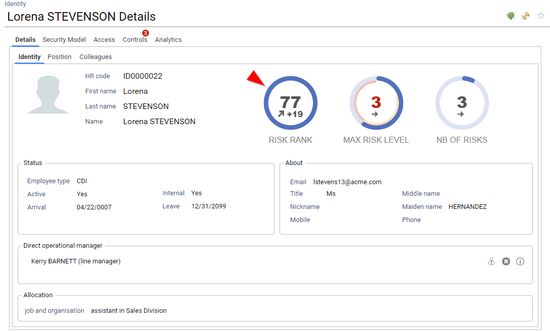 Identity
Lorena STEVENSON Details
Details Security Model Access Controls 2 Analytics
Identity Position Colleagues
HR code ID0000022
First name Lorena
Last name STEVENSON
Name Lorena STEVENSON
77
+19
RISK RANK
3
MAX RISK LEVEL
3
NB OF RISKS
Status
Employee type CDI
Active Yes Internal Yes
Arrival 04/22/0007 Leave 12/31/2099
About
Email lstevens13@acme.com
Title Ms Middle name
Nickname Maiden name HERNANDEZ
Mobile Phone
Direct operational manager
Kerry BARNETT (line manager)
Allocation
job and organisation assistant in Sales Division